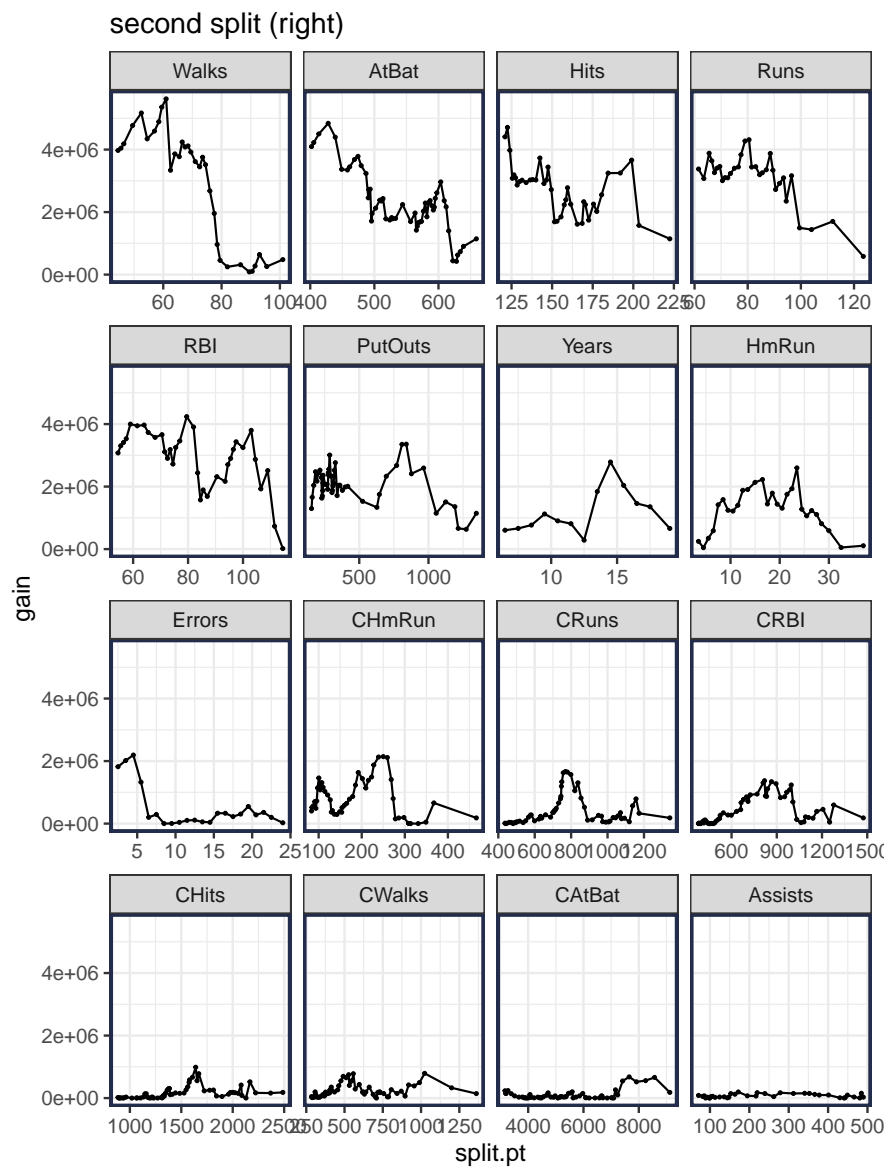 second split (right)
Walks AtBat Hits Runs
4e+06
2e+06
0e+00
60 80 100 400 500 600 125 150 175 200 225 60 80 100 120
RBI PutOuts Years HmRun
4e+06
2e+06
0e+00
60 80 100 500 1000 10 15 10 20 30
gain
Errors CHmRun CRuns CRBI
4e+06
2e+06
0e+00
5 10 15 20 25 100 200 300 400 400 600 800 1000 1200 600 900 1200 1500
CHits CWalks CAtBat Assists
4e+06
2e+06
0e+00
1000 1500 2000 2500 250 500 750 1000 1250 4000 6000 8000 100 200 300 400 500
split.pt